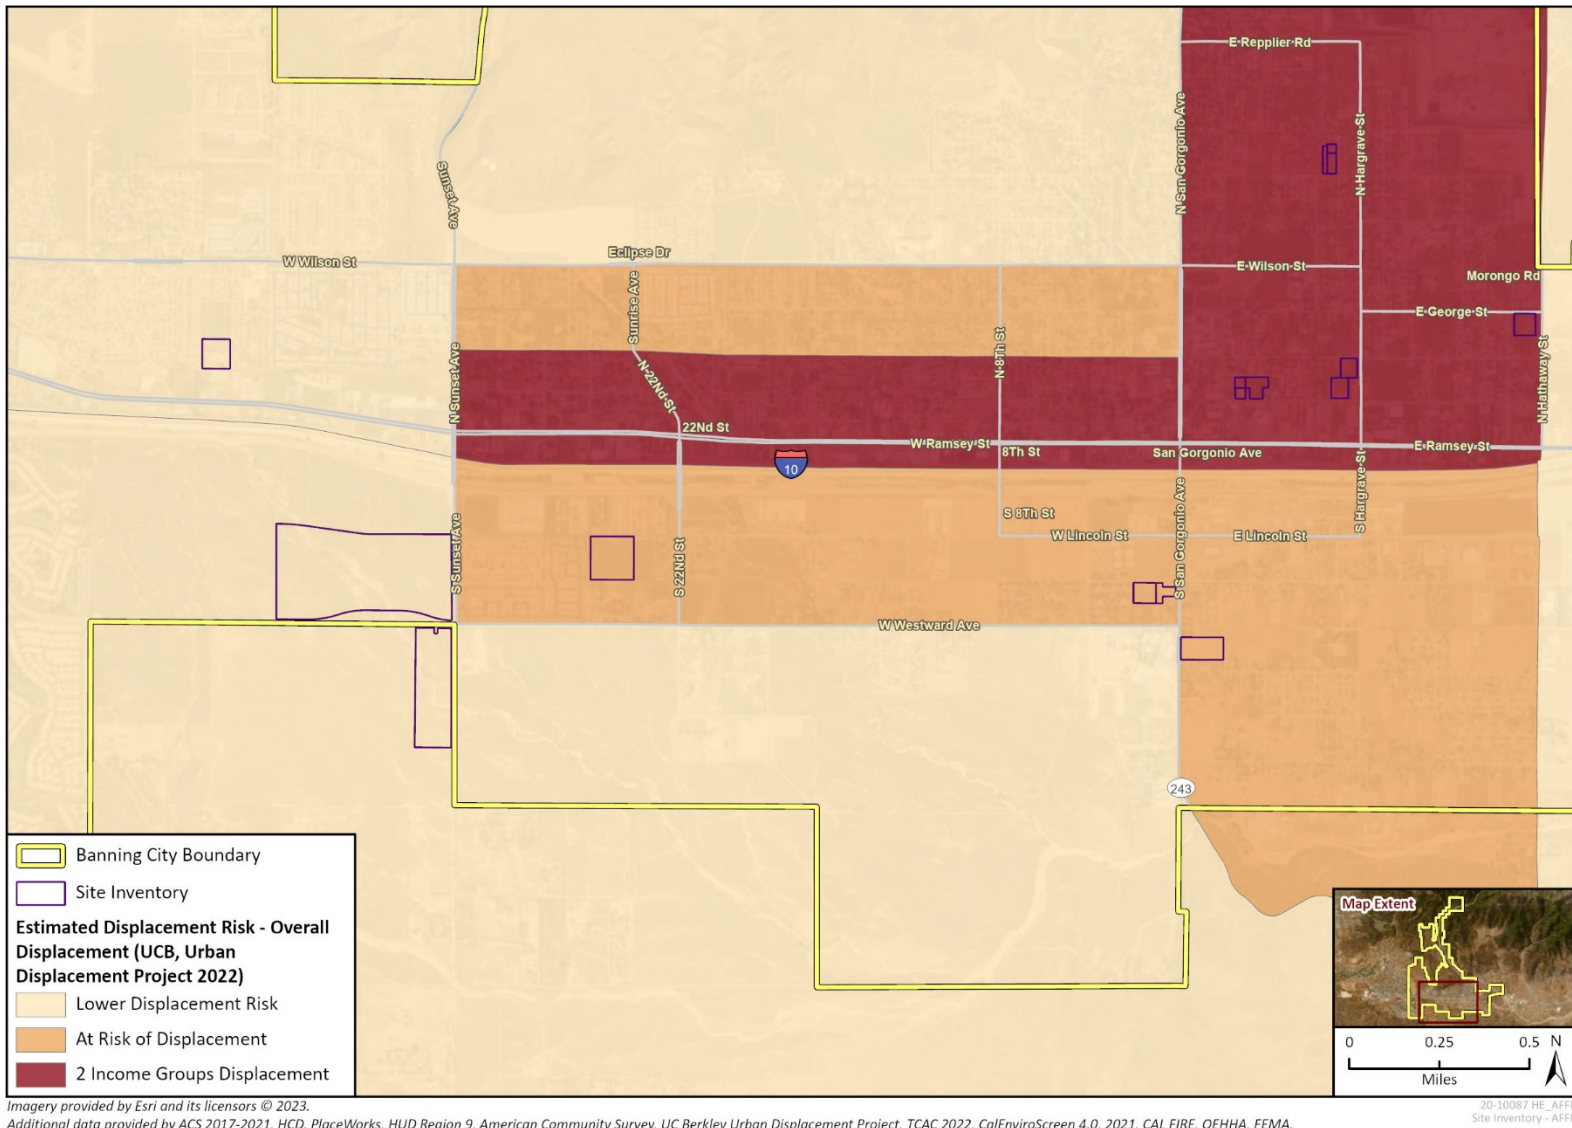 E Repplier Rd
N San Gorgonio Ave
N Hargrave St
Sunset Ave
Eclipse Dr
W Wilson St
E Wilson St
Morongo Rd
Sunrise Ave
E George St
N Sunset Ave
N 22Nd St
N 8Th St
N Hathaway St
22Nd St
W Ramsey St
E Ramsey St
8Th St
San Gorgonio Ave
10
S Hargrave St
S Sunset Ave
S 22Nd St
S 8Th St
W Lincoln St
E Lincoln St
S San Gorgonio Ave
W Westward Ave
243
Banning City Boundary
Site Inventory
Estimated Displacement Risk - Overall
Displacement (UCB, Urban
Displacement Project 2022)
Lower Displacement Risk
At Risk of Displacement
2 Income Groups Displacement
Map Extent
0 0.25 0.5 N
Miles
Imagery provided by Esri and its licensors © 2023.
Additional data provided by ACS 2017-2021, HCD, PlaceWorks, HUD Region 9, American Community Survey, UC Berkley Urban Displacement Project, TCAC 2022, CalEnviroScreen 4.0, 2021, CAL FIRE, OEHHA, FEMA.
20-10087 HE_AFF
Site Inventory - AFF